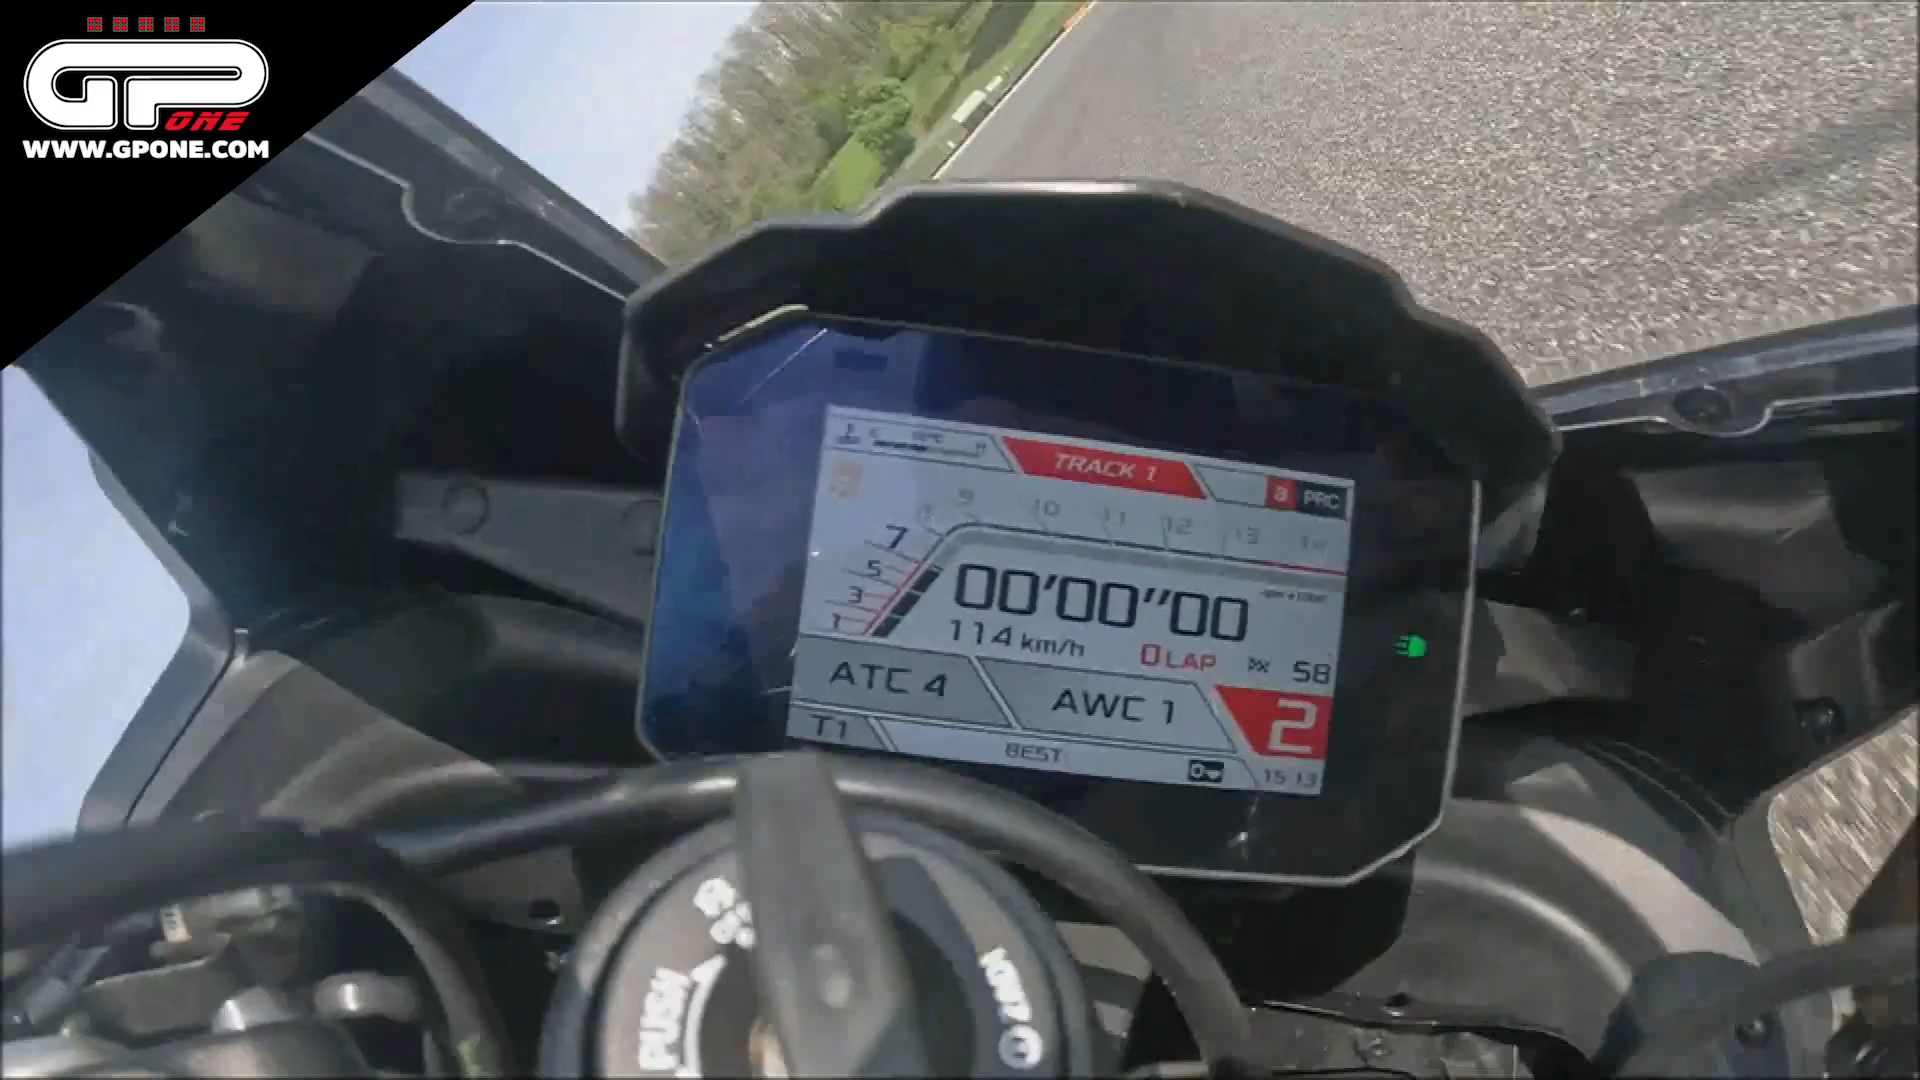 GP ONE
WWW.GPONE.COM
TRACK 1
a PRC
9 10 11 12 13
7
5
3
1
00'00"00
114 km/h
0 LAP
58
ATC 4
AWC 1
2
T1
BEST:
15:13
PUSH